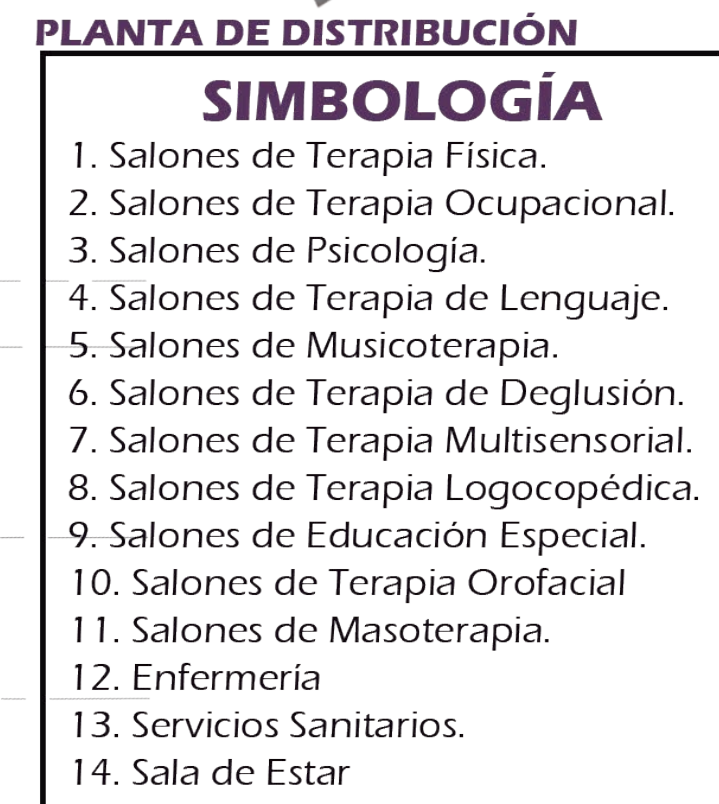 PLANTA DE DISTRIBUCIÓN
SIMBOLOGÍA
1. Salones de Terapia Física.
2. Salones de Terapia Ocupacional.
3. Salones de Psicología.
4. Salones de Terapia de Lenguaje.
5. Salones de Musicoterapia.
6. Salones de Terapia de Deglusión.
7. Salones de Terapia Multisensorial.
8. Salones de Terapia Logocopédica.
9. Salones de Educación Especial.
10. Salones de Terapia Orofacial
11. Salones de Masoterapia.
12. Enfermería
13. Servicios Sanitarios.
14. Sala de Estar